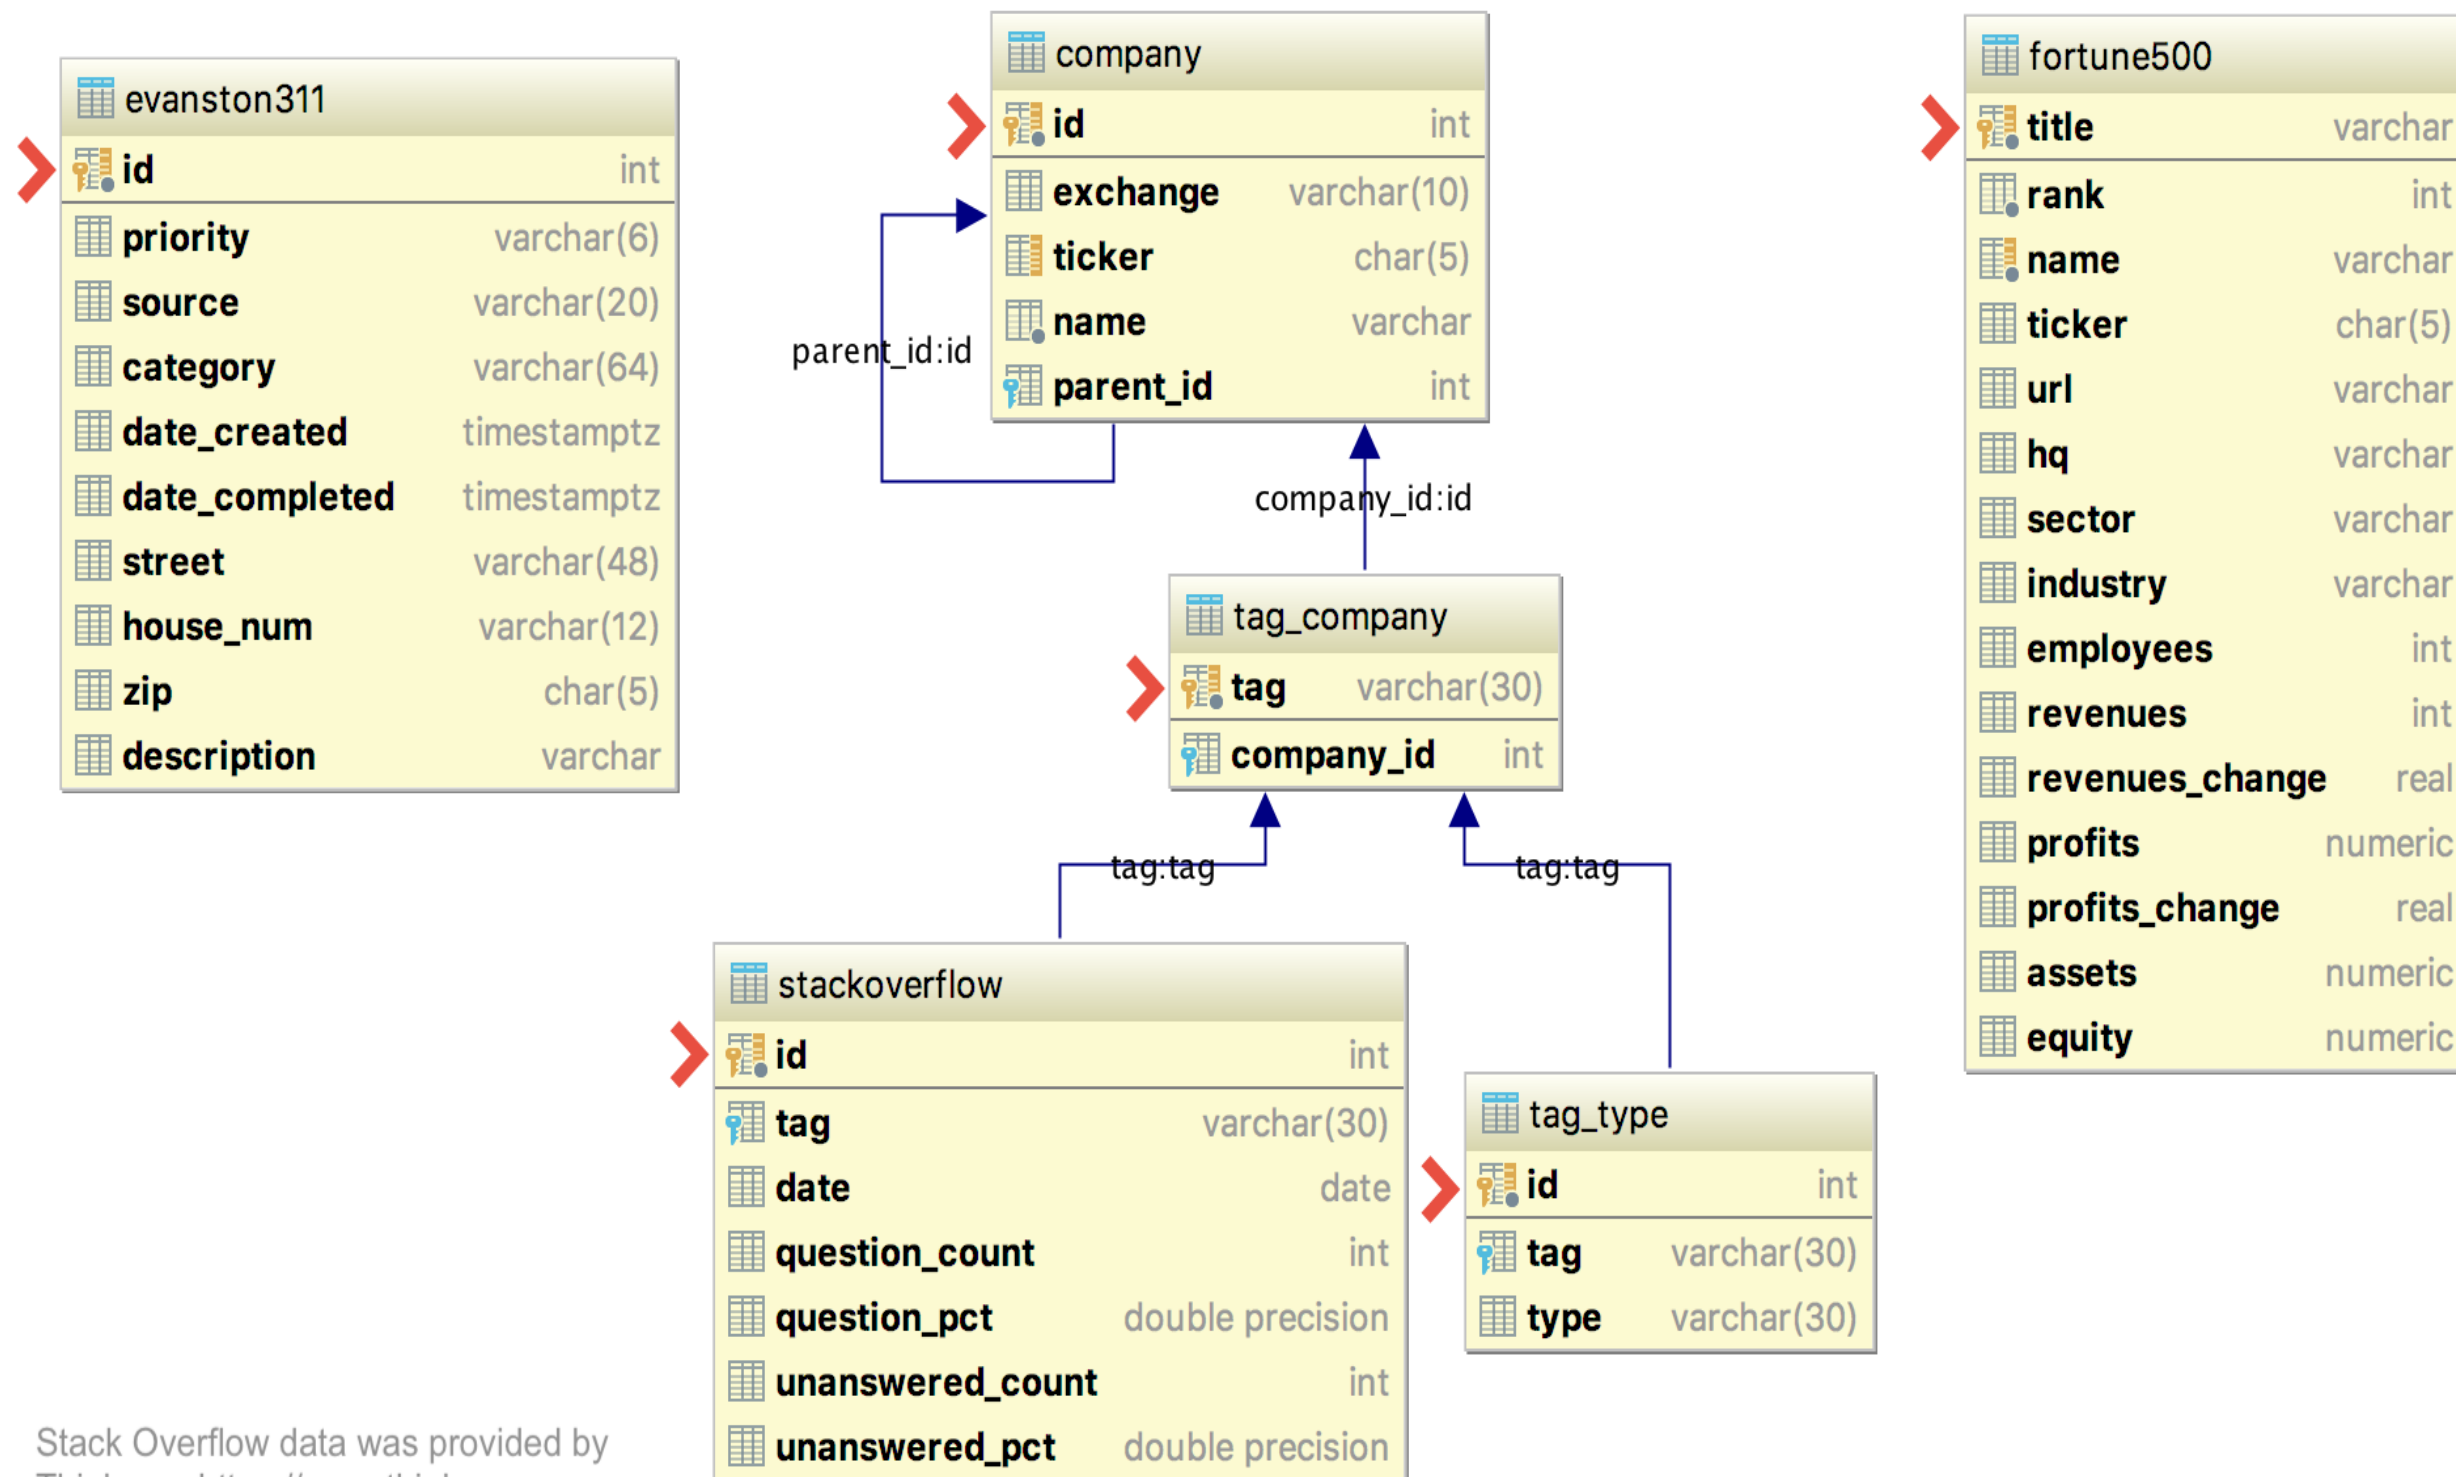 evanston311
id int
priority varchar(6)
source varchar(20)
category varchar(64)
date_created timestamptz
date_completed timestamptz
street varchar(48)
house_num varchar(12)
zip char(5)
description varchar
company
id int
exchange varchar(10)
ticker char(5)
name varchar
parent_id int
parent_id:id
company_id:id
tag_company
tag varchar(30)
company_id int
tag:tag
tag:tag
stackoverflow
id int
tag varchar(30)
date date
question_count int
question_pct double precision
unanswered_count int
unanswered_pct double precision
tag_type
id int
tag varchar(30)
type varchar(30)
fortune500
title varchar
rank int
name varchar
ticker char(5)
url varchar
hq varchar
sector varchar
industry varchar
employees int
revenues int
revenues_change real
profits numeric
profits_change real
assets numeric
equity numeric
Stack Overflow data was provided by